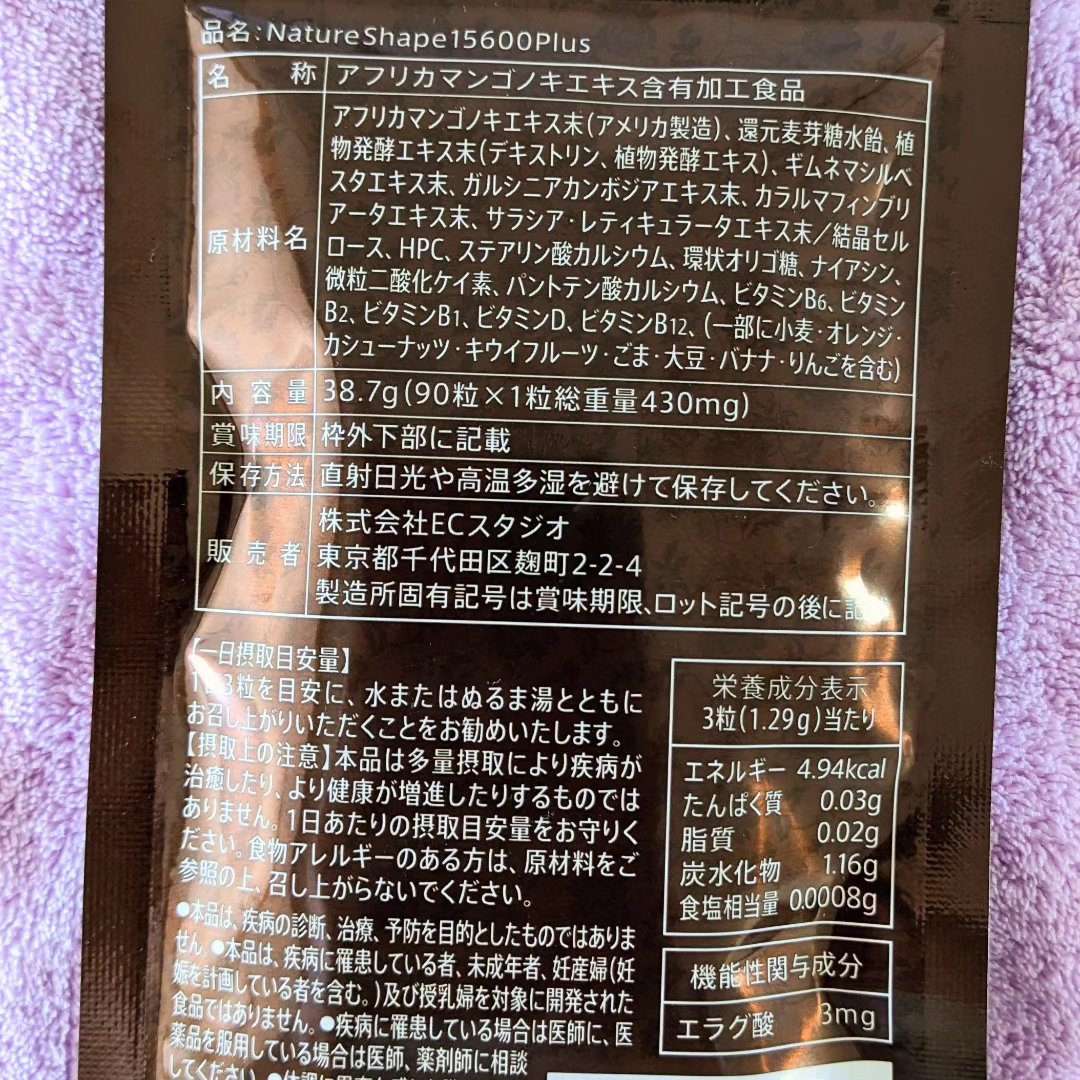 品名:NatureShape15600Plus
名 称 アフリカマンゴノキエキス含有加工食品
アフリカマンゴノキエキス末(アメリカ製造)、還元麦芽糖水飴、植
物発酵エキス末(デキストリン、植物発酵エキス)、ギムネマシルベ
スタエキス末、ガルシニアカンボジアエキス末、カラルマフィンブリ
アータエキス末、サラシア・レティキュラータエキス末/結晶セル
原材料名 ロース、HPC、ステアリン酸カルシウム、環状オリゴ糖、ナイアシン、
微粒二酸化ケイ素、パントテン酸カルシウム、ビタミンB6、ビタミン
B2、ビタミンB1、ビタミンD、ビタミンB12、(一部に小麦・オレンジ・
カシューナッツ・キウイフルーツ・ごま・大豆・バナナ・りんごを含む)
内 容 量 38.7g(90粒×1粒総重量430mg)
賞味期限 枠外下部に記載
保存方法 直射日光や高温多湿を避けて保存してください。
株式会社ECスタジオ
販 売 者 東京都千代田区麹町2-2-4
製造所固有記号は賞味期限、ロット記号の後に記
【一日摂取目安量】
1日3粒を目安に、水またはぬるま湯とともに
お召し上がりいただくことをお勧めいたします。
【摂取上の注意】本品は多量摂取により疾病が
治癒したり、より健康が増進したりするものでは
ありません。1日あたりの摂取目安量をお守りく
ださい。食物アレルギーのある方は、原材料をご
参照の上、召し上がらないでください。
●本品は、疾病の診断、治療、予防を目的としたものではありま
せん。●本品は、疾病に罹患している者、未成年者、妊産婦(妊
娠を計画している者を含む。)及び授乳婦を対象に開発された
食品ではありません。●疾病に罹患している場合は医師に、医
薬品を服用している場合は医師、薬剤師に相談
してください。
栄養成分表示
3粒(1.29g)当たり
エネルギー 4.94kcal
たんぱく質 0.03g
脂質 0.02g
炭水化物 1.16g
食塩相当量 0.0008g
機能性関与成分
エラグ酸 3mg